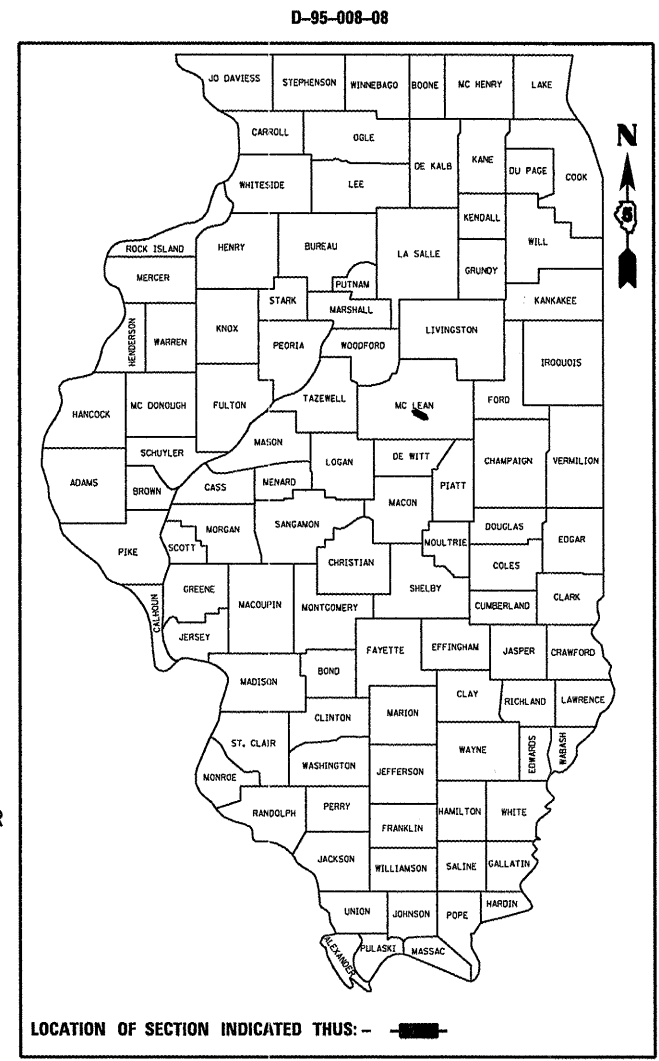 D-95-008-08
JO DAVIESS
STEPHENSON
WINNEBAGO
BOONE
MC HENRY
LAKE
CARROLL
OGLE
DE KALB
KANE
DU PAGE
COOK
N
WHITESIDE
LEE
KENDALL
5
ROCK ISLAND
HENRY
BUREAU
LA SALLE
WILL
GRUNDY
MERCER
PUTNAM
STARK
MARSHALL
KANKAKEE
HENDERSON
WARREN
KNOX
PEORIA
WOODFORD
LIVINGSTON
IROQUOIS
HANCOCK
MC DONOUGH
FULTON
TAZEWELL
MC LEAN
FORD
MASON
SCHUYLER
LOGAN
DE WITT
CHAMPAIGN
VERMILION
ADAMS
BROWN
CASS
MENARD
PIATT
MACON
MORGAN
SANGAMON
DOUGLAS
EDGAR
MOULTRIE
PIKE
SCOTT
CHRISTIAN
COLES
GREENE
SHELBY
CALHOUN
MACOUPIN
MONTGOMERY
CUMBERLAND
CLARK
JERSEY
FAYETTE
EFFINGHAM
JASPER
CRAWFORD
BOND
MADISON
CLAY
RICHLAND
LAWRENCE
CLINTON
MARION
ST. CLAIR
WAYNE
EDWARDS
WABASH
WASHINGTON
JEFFERSON
MONROE
RANDOLPH
PERRY
HAMILTON
WHITE
R
FRANKLIN
JACKSON
WILLIAMSON
SALINE
GALLATIN
UNION
JOHNSON
POPE
HARDIN
ALEXANDER
PULASKI
MASSAC
LOCATION OF SECTION INDICATED THUS: -